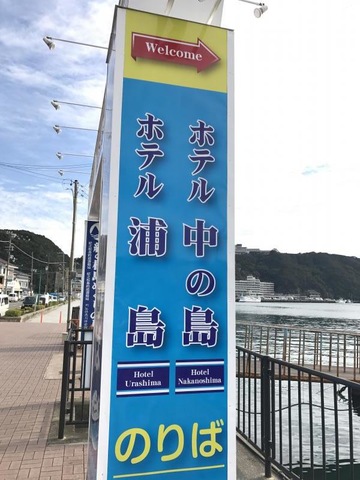 Welcome
ホテル 中の島
ホテル 浦島
Hotel
Nakanoshima
Hotel
Urashima
のりば